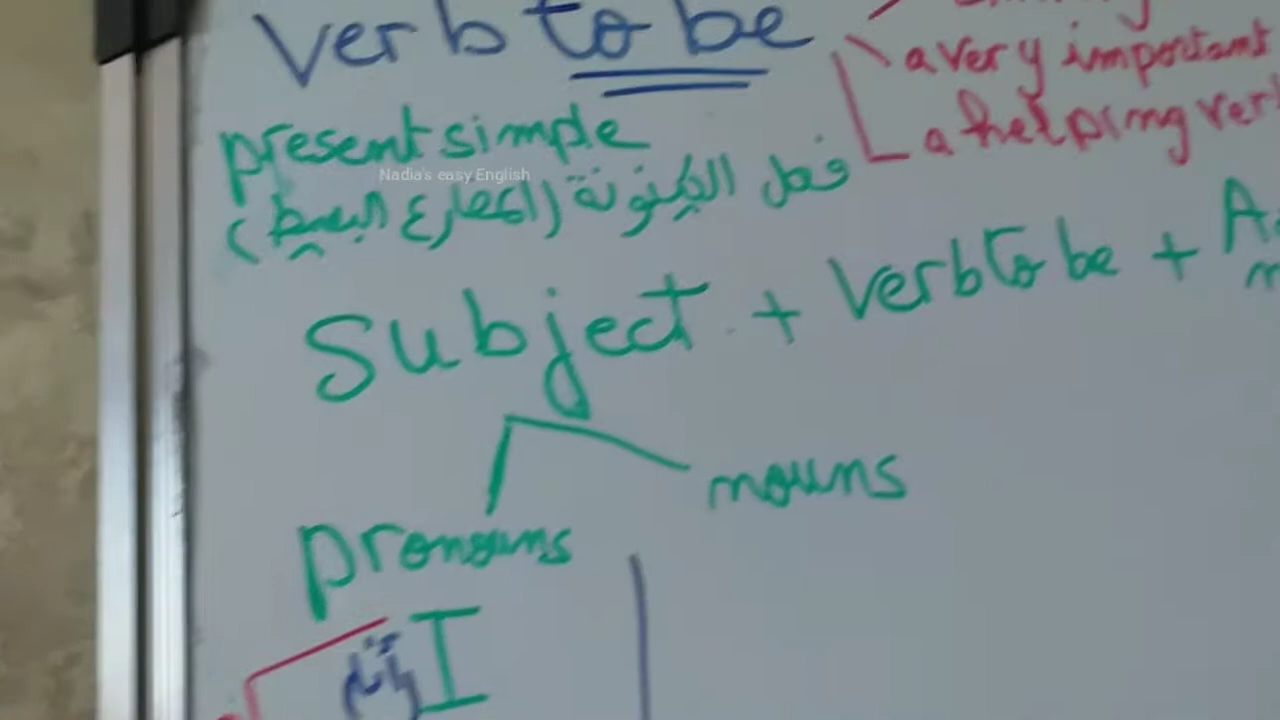 verb to be
a very important
a helping
present simple
Nadia's easy English
فعل الكينونة (المضارع البسيط)
Subject + Verb to be +
pronouns
nouns
I